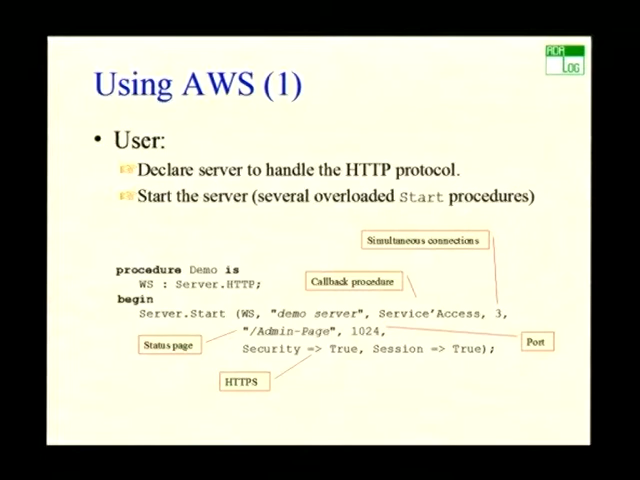 ADA
LOG
Using AWS (1)
• User:
Declare server to handle the HTTP protocol.
Start the server (several overloaded Start procedures)
Simultaneous connections
procedure Demo is
Callback procedure
WS : Server.HTTP;
begin
Server.Start (WS, "demo server", Service'Access, 3,
"/Admin-Page", 1024,
Status page
Port
Security => True, Session => True);
HTTPS